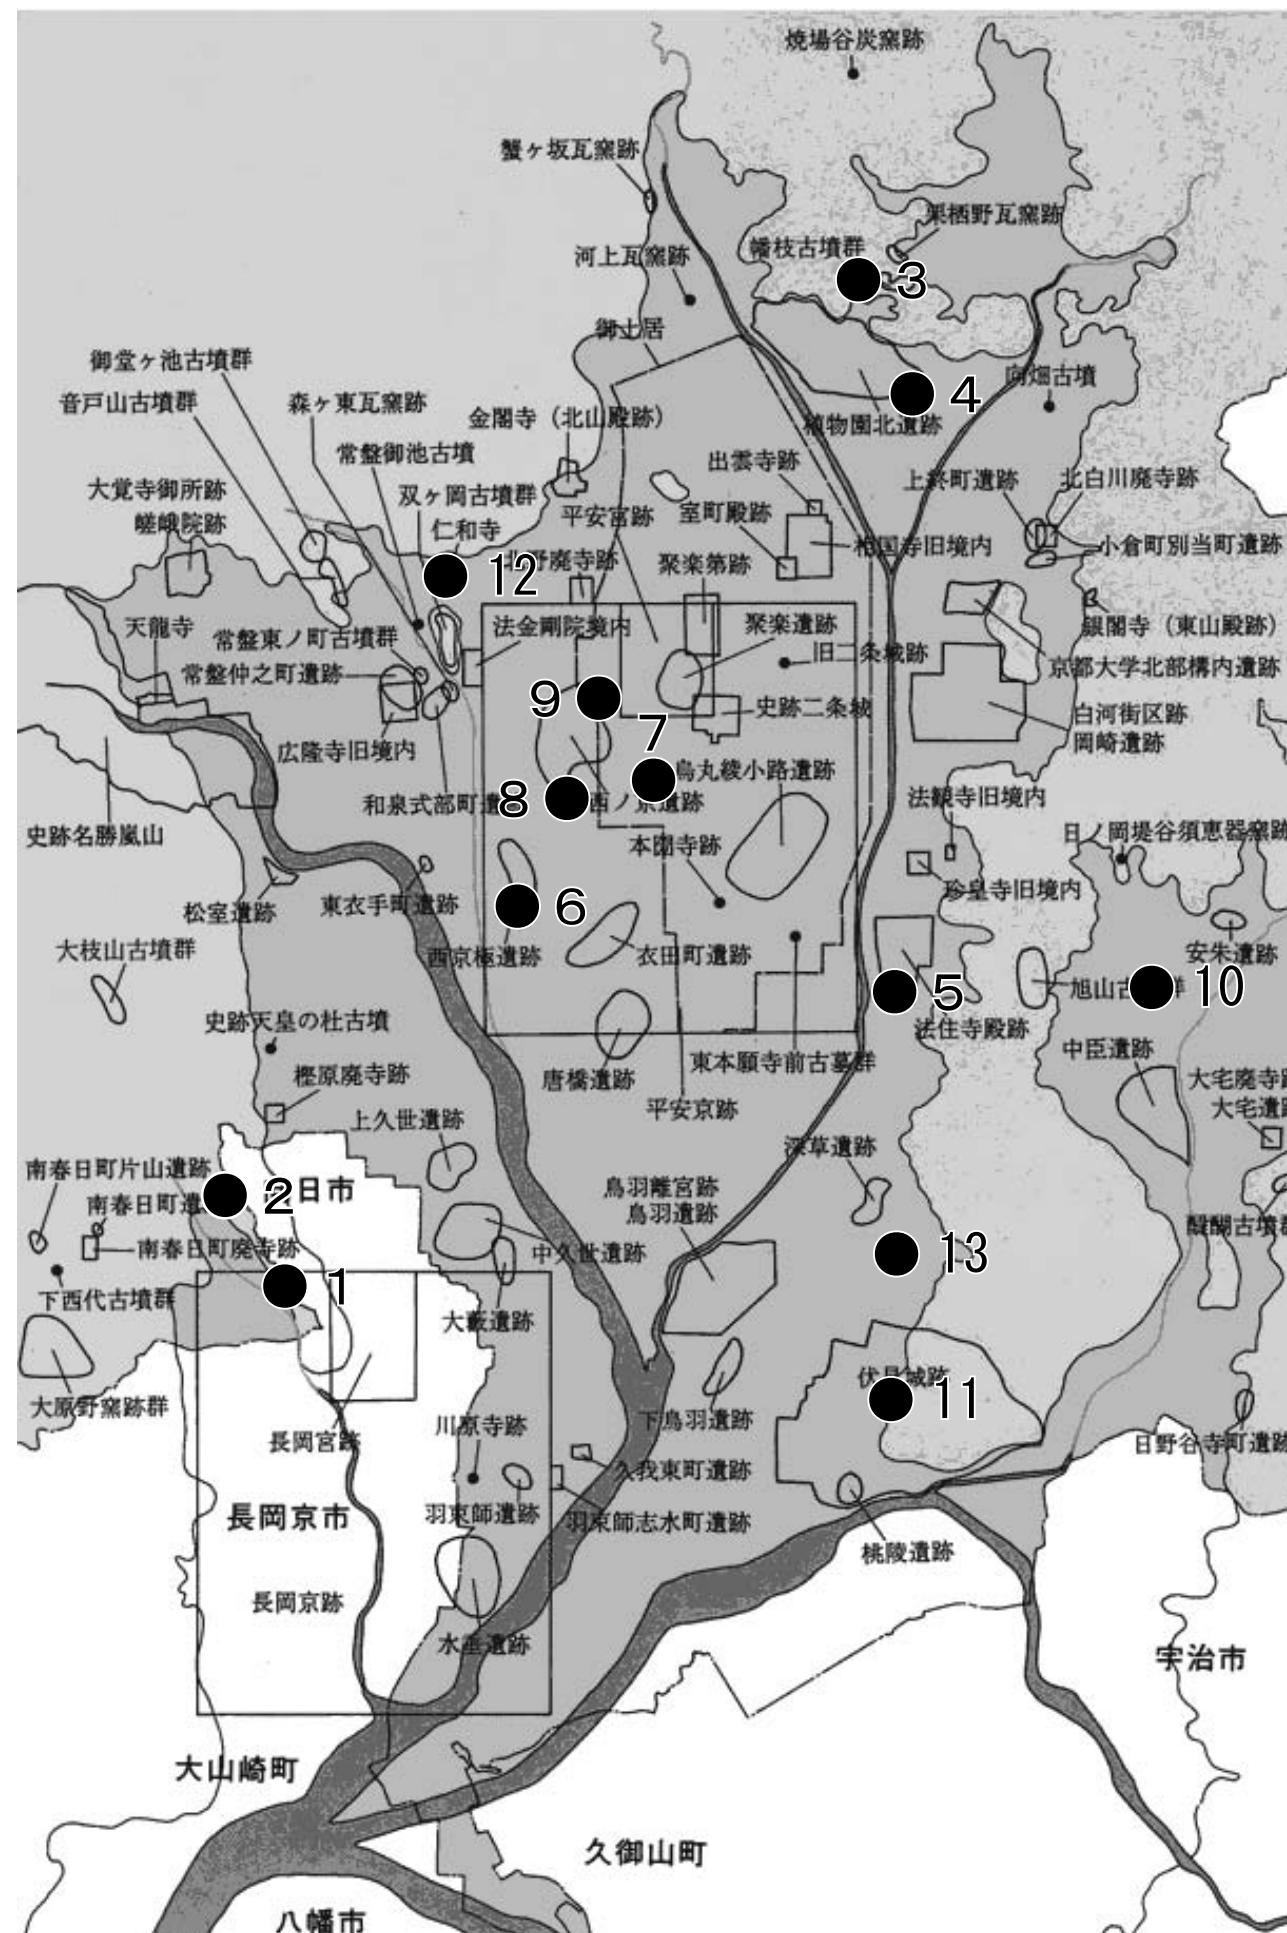 焼場谷炭窯跡
蟹ヶ坂瓦窯跡
栗栖野瓦窯跡
幡枝古墳群
河上瓦窯跡
3
御土居
御堂ヶ池古墳群
向畑古墳
音戸山古墳群
森ヶ東瓦窯跡
4
金閣寺（北山殿跡）
植物園北遺跡
常盤御池古墳
出雲寺跡
大覚寺御所跡
双ヶ岡古墳群
上終町遺跡
北白川廃寺跡
嵯峨院跡
仁和寺
平安宮跡
室町殿跡
相国寺旧境内
小倉町別当町遺跡
12
野廃寺跡
聚楽第跡
天龍寺
常盤東ノ町古墳群
法金剛院境内
聚楽遺跡
銀閣寺（東山殿跡）
旧二条城跡
常盤仲之町遺跡
京都大学北部構内遺跡
9
史跡二条城
白河街区跡
岡崎遺跡
広隆寺旧境内
7
烏丸綾小路遺跡
和泉式部町遺
8
西ノ京遺跡
法観寺旧境内
史跡名勝嵐山
本圀寺跡
日ノ岡堤谷須恵器窯跡
松室遺跡
東衣手町遺跡
6
珍皇寺旧境内
大枝山古墳群
西京極遺跡
衣田町遺跡
安朱遺跡
5
旭山古
群
10
史跡天皇の杜古墳
法住寺殿跡
樫原廃寺跡
唐橋遺跡
東本願寺前古墓群
中臣遺跡
大宅廃寺跡
上久世遺跡
平安京跡
大宅遺跡
南春日町片山遺跡
深草遺跡
2
日市
鳥羽離宮跡
南春日町遺
鳥羽遺跡
醍醐古墳群
南春日町廃寺跡
中久世遺跡
13
1
下西代古墳群
大藪遺跡
大原野窯跡群
伏見城跡
11
長岡宮跡
川原寺跡
下鳥羽遺跡
日野谷寺町遺跡
久我東町遺跡
長岡京市
羽束師遺跡
羽束師志水町遺跡
桃陵遺跡
長岡京跡
水垂遺跡
宇治市
大山崎町
久御山町
八幡市